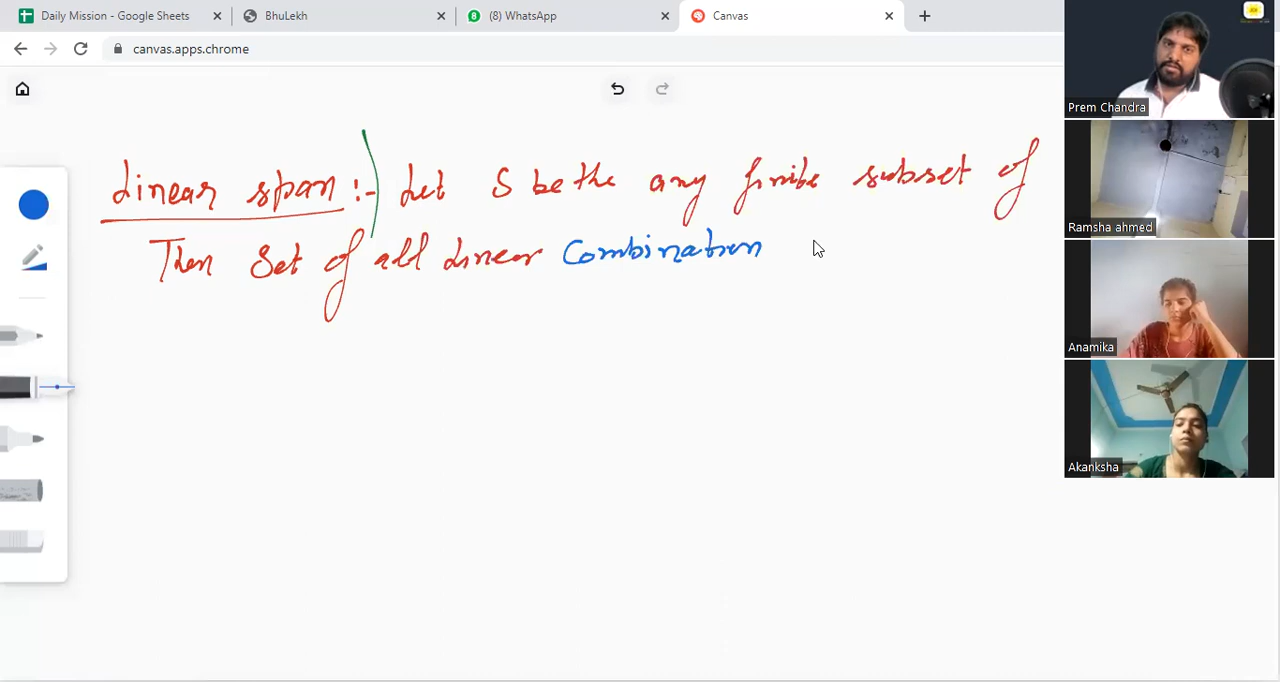 Daily Mission - Google Sheets
BhuLekh
(8) WhatsApp
Canvas
canvas.apps.chrome
Linear span :- Let S be the any finite subset of
Then Set of all Linear Combination
Prem Chandra
Ramsha ahmed
Anamika
Akanksha